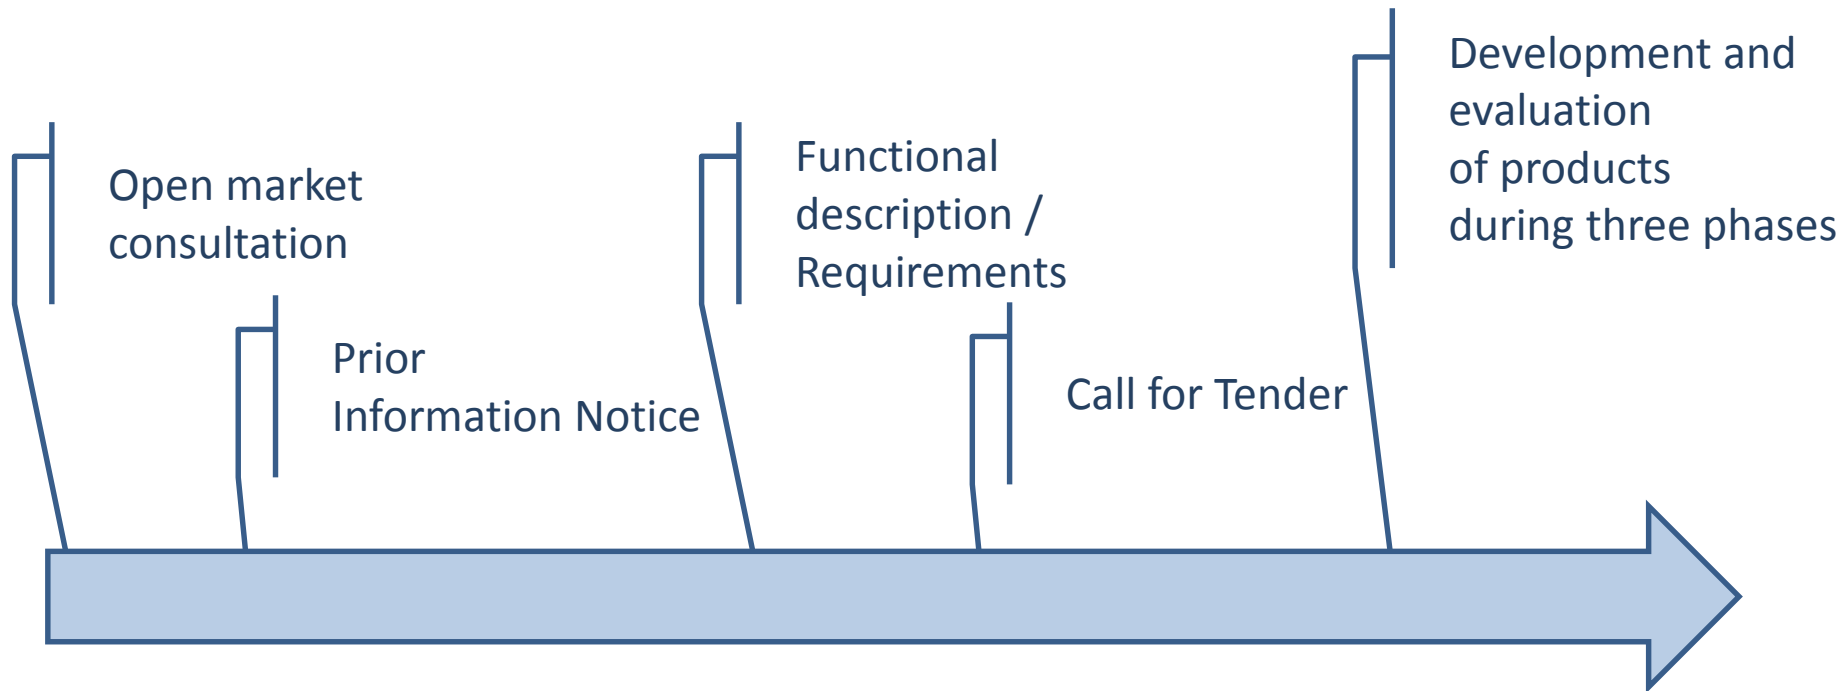 Open market
consultation
Prior
Information Notice
Functional
description /
Requirements
Call for Tender
Development and
evaluation
of products
during three phases